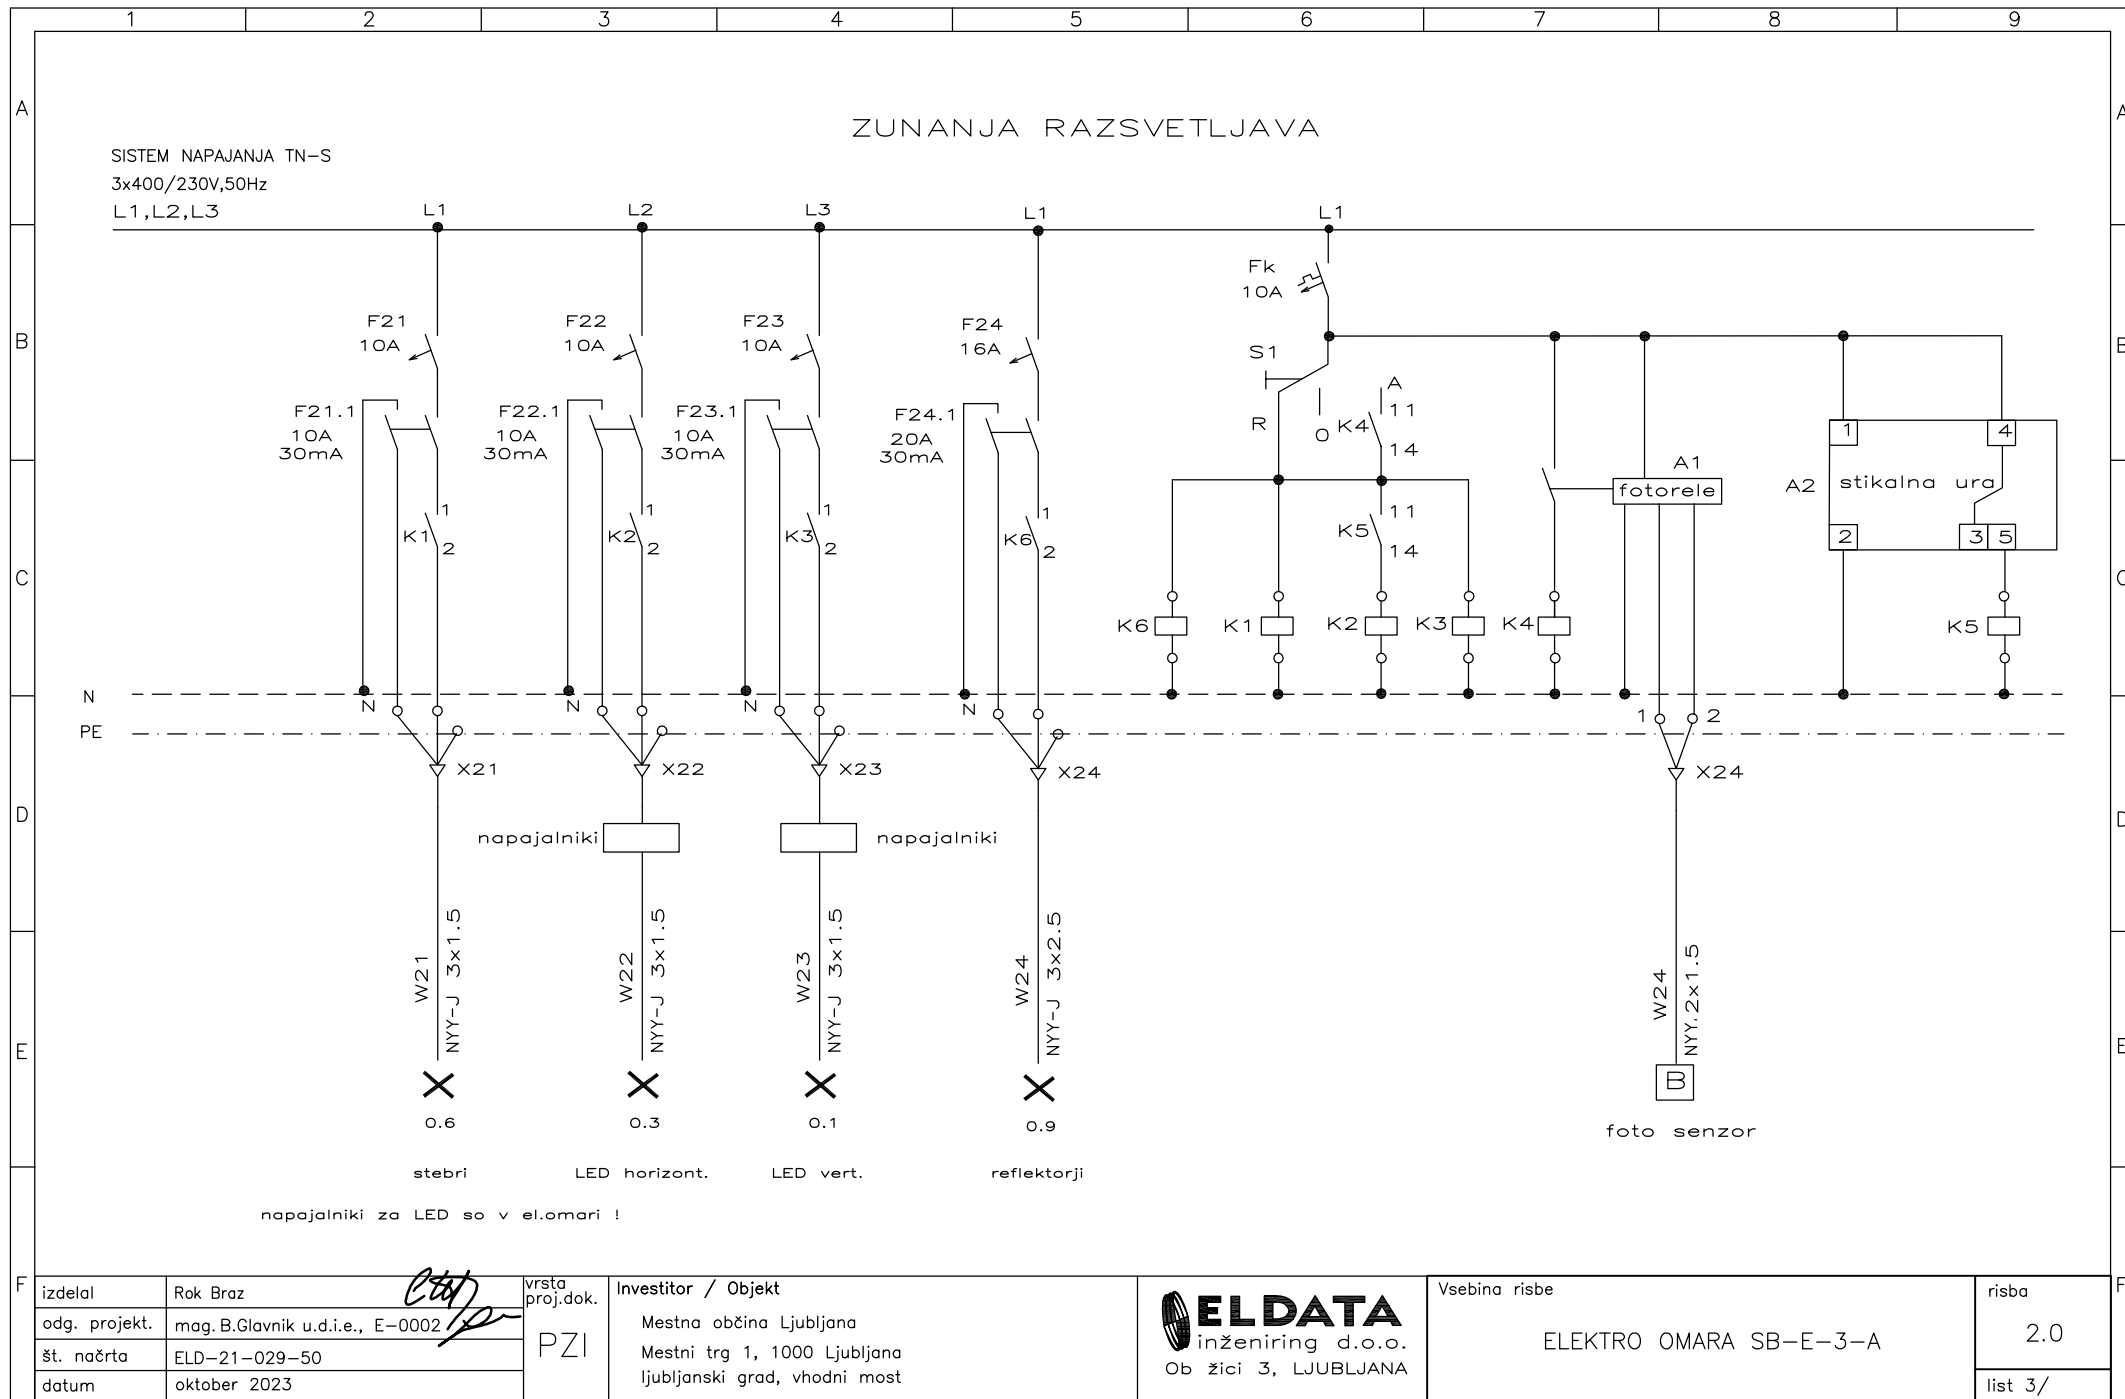 1 2 3 4 5 6 7 8 9
A A
ZUNANJA RAZSVETLJAVA
SISTEM NAPAJANJA TN-S
3x400/230V,50Hz
L1,L2,L3
L1 L2 L3 L1 L1
Fk
10A
B B
F21
10A
F22
10A
F23
10A
F24
16A
S1
R
O
A
F21.1
10A
30mA
F22.1
10A
30mA
F23.1
10A
30mA
F24.1
20A
30mA
K4
11
14
A1
fotorele
A2
stikalna ura
1
4
2
3
5
K1
1
2
K2
1
2
K3
1
2
K6
1
2
K5
11
14
C C
K6 K1 K2 K3 K4 K5
N
N N N N
PE
1 2
X21 X22 X23 X24 X24
D D
napajalniki
napajalniki
W21
NYY-J 3x1.5
W22
NYY-J 3x1.5
W23
NYY-J 3x1.5
W24
NYY-J 3x2.5
W24
NYY.2x1.5
E E
B
0.6 0.3 0.1 0.9
foto senzor
stebri
LED horizont.
LED vert.
reflektorji
napajalniki za LED so v el.omari !
F F
izdelal
Rok Braz
odg. projekt.
mag. B.Glavnik u.d.i.e., E-0002
št. načrta
ELD-21-029-50
datum
oktober 2023
vrsta
proj.dok.
PZI
Investitor / Objekt
Mestna občina Ljubljana
Mestni trg 1, 1000 Ljubljana
ljubljanski grad, vhodni most
ELDATA
inženiring d.o.o.
Ob žici 3, LJUBLJANA
Vsebina risbe
ELEKTRO OMARA SB-E-3-A
risba
2.0
list 3/